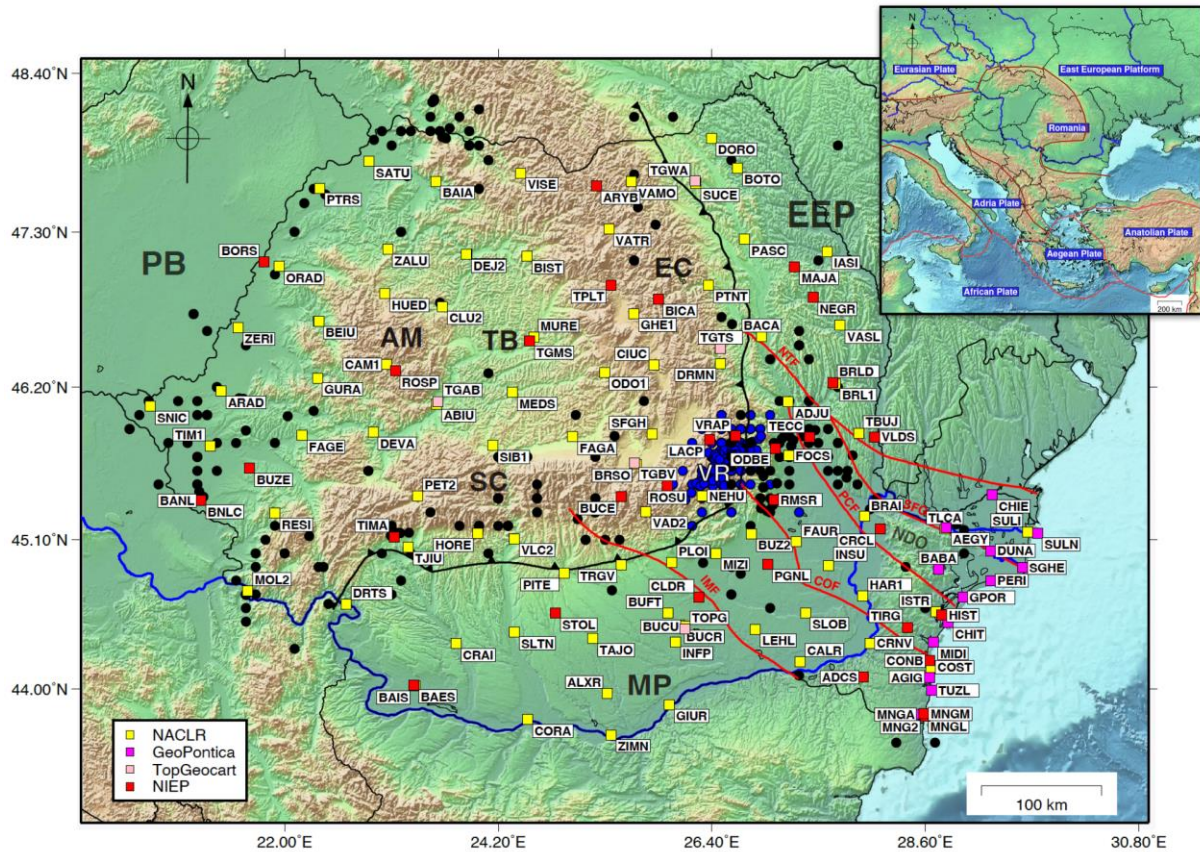 48.40°N
47.30°N
46.20°N
45.10°N
44.00°N
22.00°E
24.20°E
26.40°E
28.60°E
30.80°E
N
Eurasian Plate
East European Platform
Romania
Adria Plate
Anatolian Plate
Aegean Plate
African Plate
200 km
PB
AM
TB
EC
EEP
SC
VR
MP
NDO
NTF
PCF
SFG
COF
IMF
DORO
SATU
VISE
TGWA
BOTO
BAIA
ARYB
VAMO
SUCE
PTRS
VATR
PASC
BORS
ZALU
DEJ2
BIST
IASI
ORAD
MAJA
HUED
TPLT
BICA
PTNT
NEGR
CLU2
BEIU
MURE
GHE1
ZERI
TGTS
BACA
VASL
TGMS
CAM1
CIUC
ROSP
DRMN
BRLD
GURA
TGAB
ODO1
BRL1
ARAD
ABIU
MEDS
ADJU
SNIC
SFGH
VRAP
TECC
TBUJ
TIM1
DEVA
FAGE
SIB1
FAGA
LACP
ODBE
VLDS
FOCS
BUZE
BRSO
TGBV
BANL
PET2
ROSU
NEHU
RMSR
BNLC
BUCE
CHIE
RESI
TIMA
VAD2
BRAI
SULI
TLCA
HORE
VLC2
FAUR
AEGY
SULN
TJIU
BUZ2
CRCL
PLOI
MIZI
INSU
DUNA
BABA
SGHE
MOL2
PITE
TRGV
PGNL
PERI
DRTS
CLDR
HAR1
GPOR
BUFT
ISTR
STOL
TOPG
TIRG
HIST
BUCU
SLOB
BUCR
CHIT
CRAI
SLTN
TAJO
INFP
LEHL
CRNV
MIDI
CALR
CONB
COST
ADCS
AGIG
BAIS
BAES
ALXR
TUZL
GIUR
MNGA
MNGM
CORA
ZIMN
MNG2
MNGL
NACLR
GeoPontica
TopGeocart
NIEP
100 km